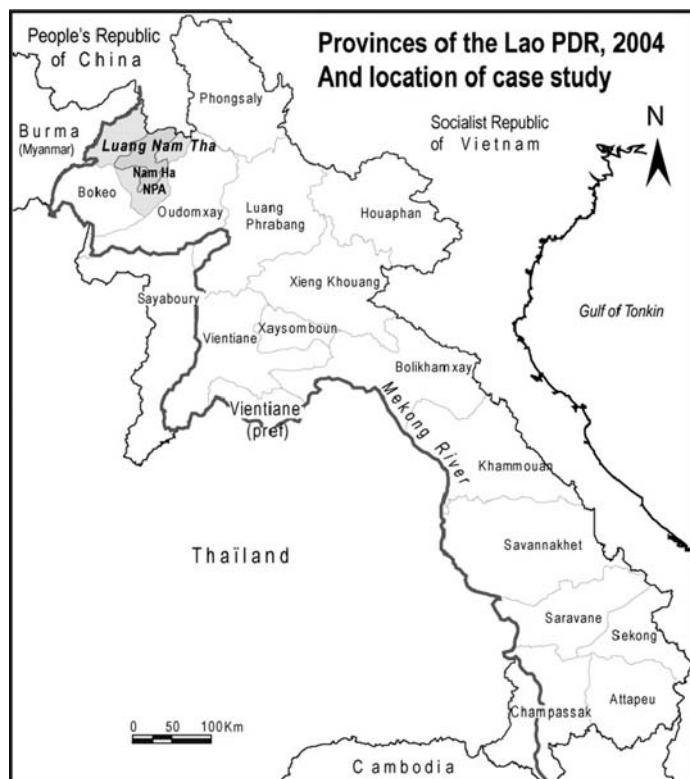 Provinces of the Lao PDR, 2004
And location of case study
People's Republic
of China
Phongsaly
Burma
(Myanmar)
Socialist Republic
of Vietnam
N
Luang Nam Tha
Nam Ha
NPA
Bokeo
Oudomxay
Luang
Phrabang
Houaphan
Xieng Khouang
Sayaboury
Gulf of Tonkin
Vientiane
Xaysomboun
Bolikhamxay
Vientiane
(pref)
Mekong River
Khammouan
Thaïland
Savannakhet
Saravane
Sekong
Champassak
Attapeu
0 50 100Km
Cambodia